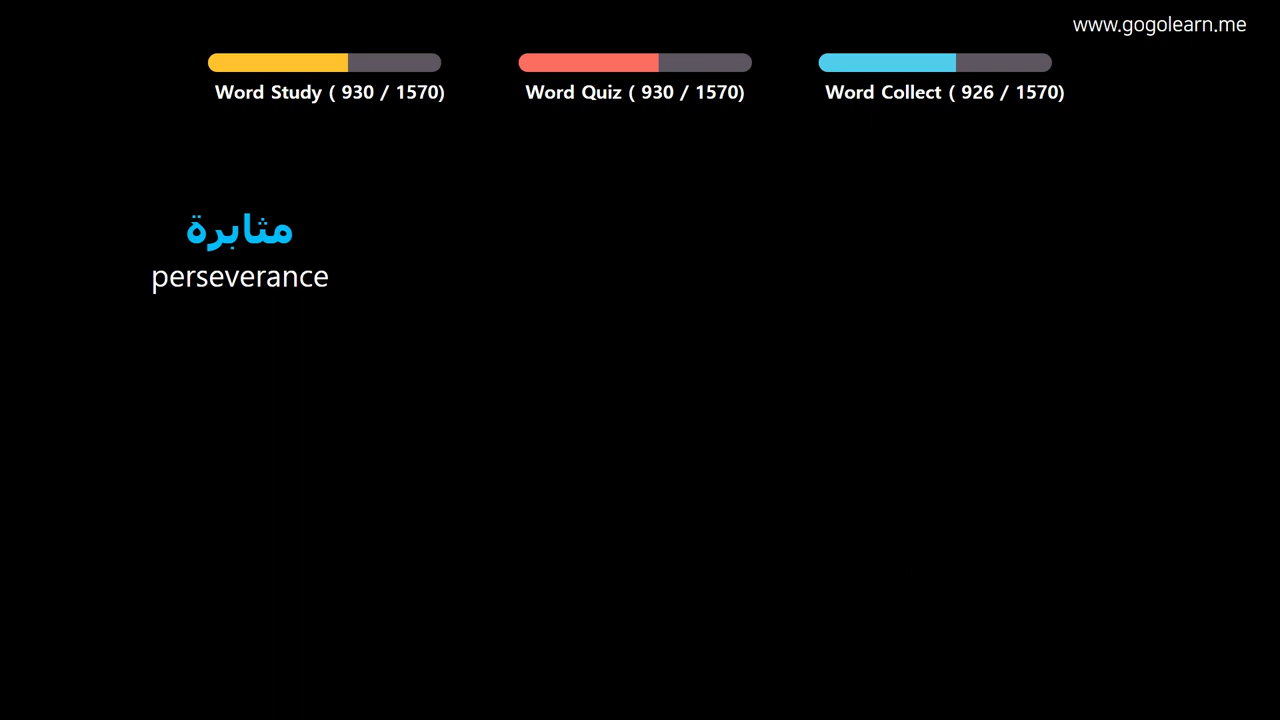 www.gogolearn.me
Word Study ( 930 / 1570)
Word Quiz ( 930 / 1570)
Word Collect ( 926 / 1570)
مثابرة
perseverance